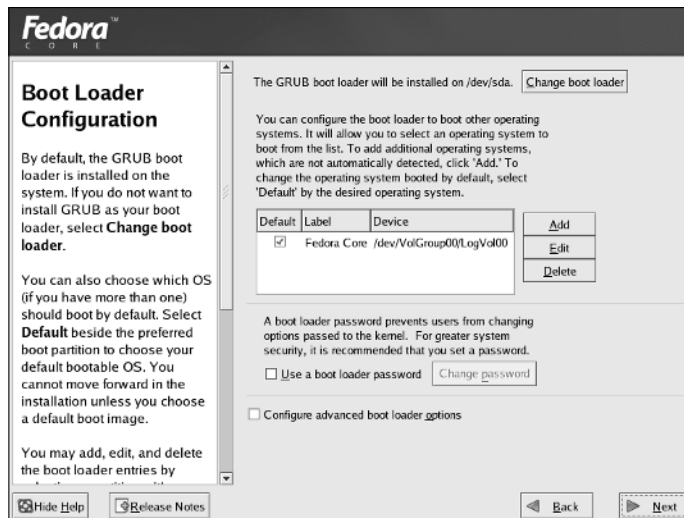 Fedora™
CORE
Boot Loader
Configuration
By default, the GRUB boot
loader is installed on the
system. If you do not want to
install GRUB as your boot
loader, select Change boot
loader.
You can also choose which OS
(if you have more than one)
should boot by default. Select
Default beside the preferred
boot partition to choose your
default bootable OS. You
cannot move forward in the
installation unless you choose
a default boot image.
You may add, edit, and delete
the boot loader entries by
The GRUB boot loader will be installed on /dev/sda. Change boot loader
You can configure the boot loader to boot other operating
systems. It will allow you to select an operating system to
boot from the list. To add additional operating systems,
which are not automatically detected, click 'Add.' To
change the operating system booted by default, select
'Default' by the desired operating system.
Default Label Device
Fedora Core /dev/VolGroup00/LogVol00
Add
Edit
Delete
A boot loader password prevents users from changing
options passed to the kernel. For greater system
security, it is recommended that you set a password.
Use a boot loader password Change password
Configure advanced boot loader options
Hide Help Release Notes Back Next